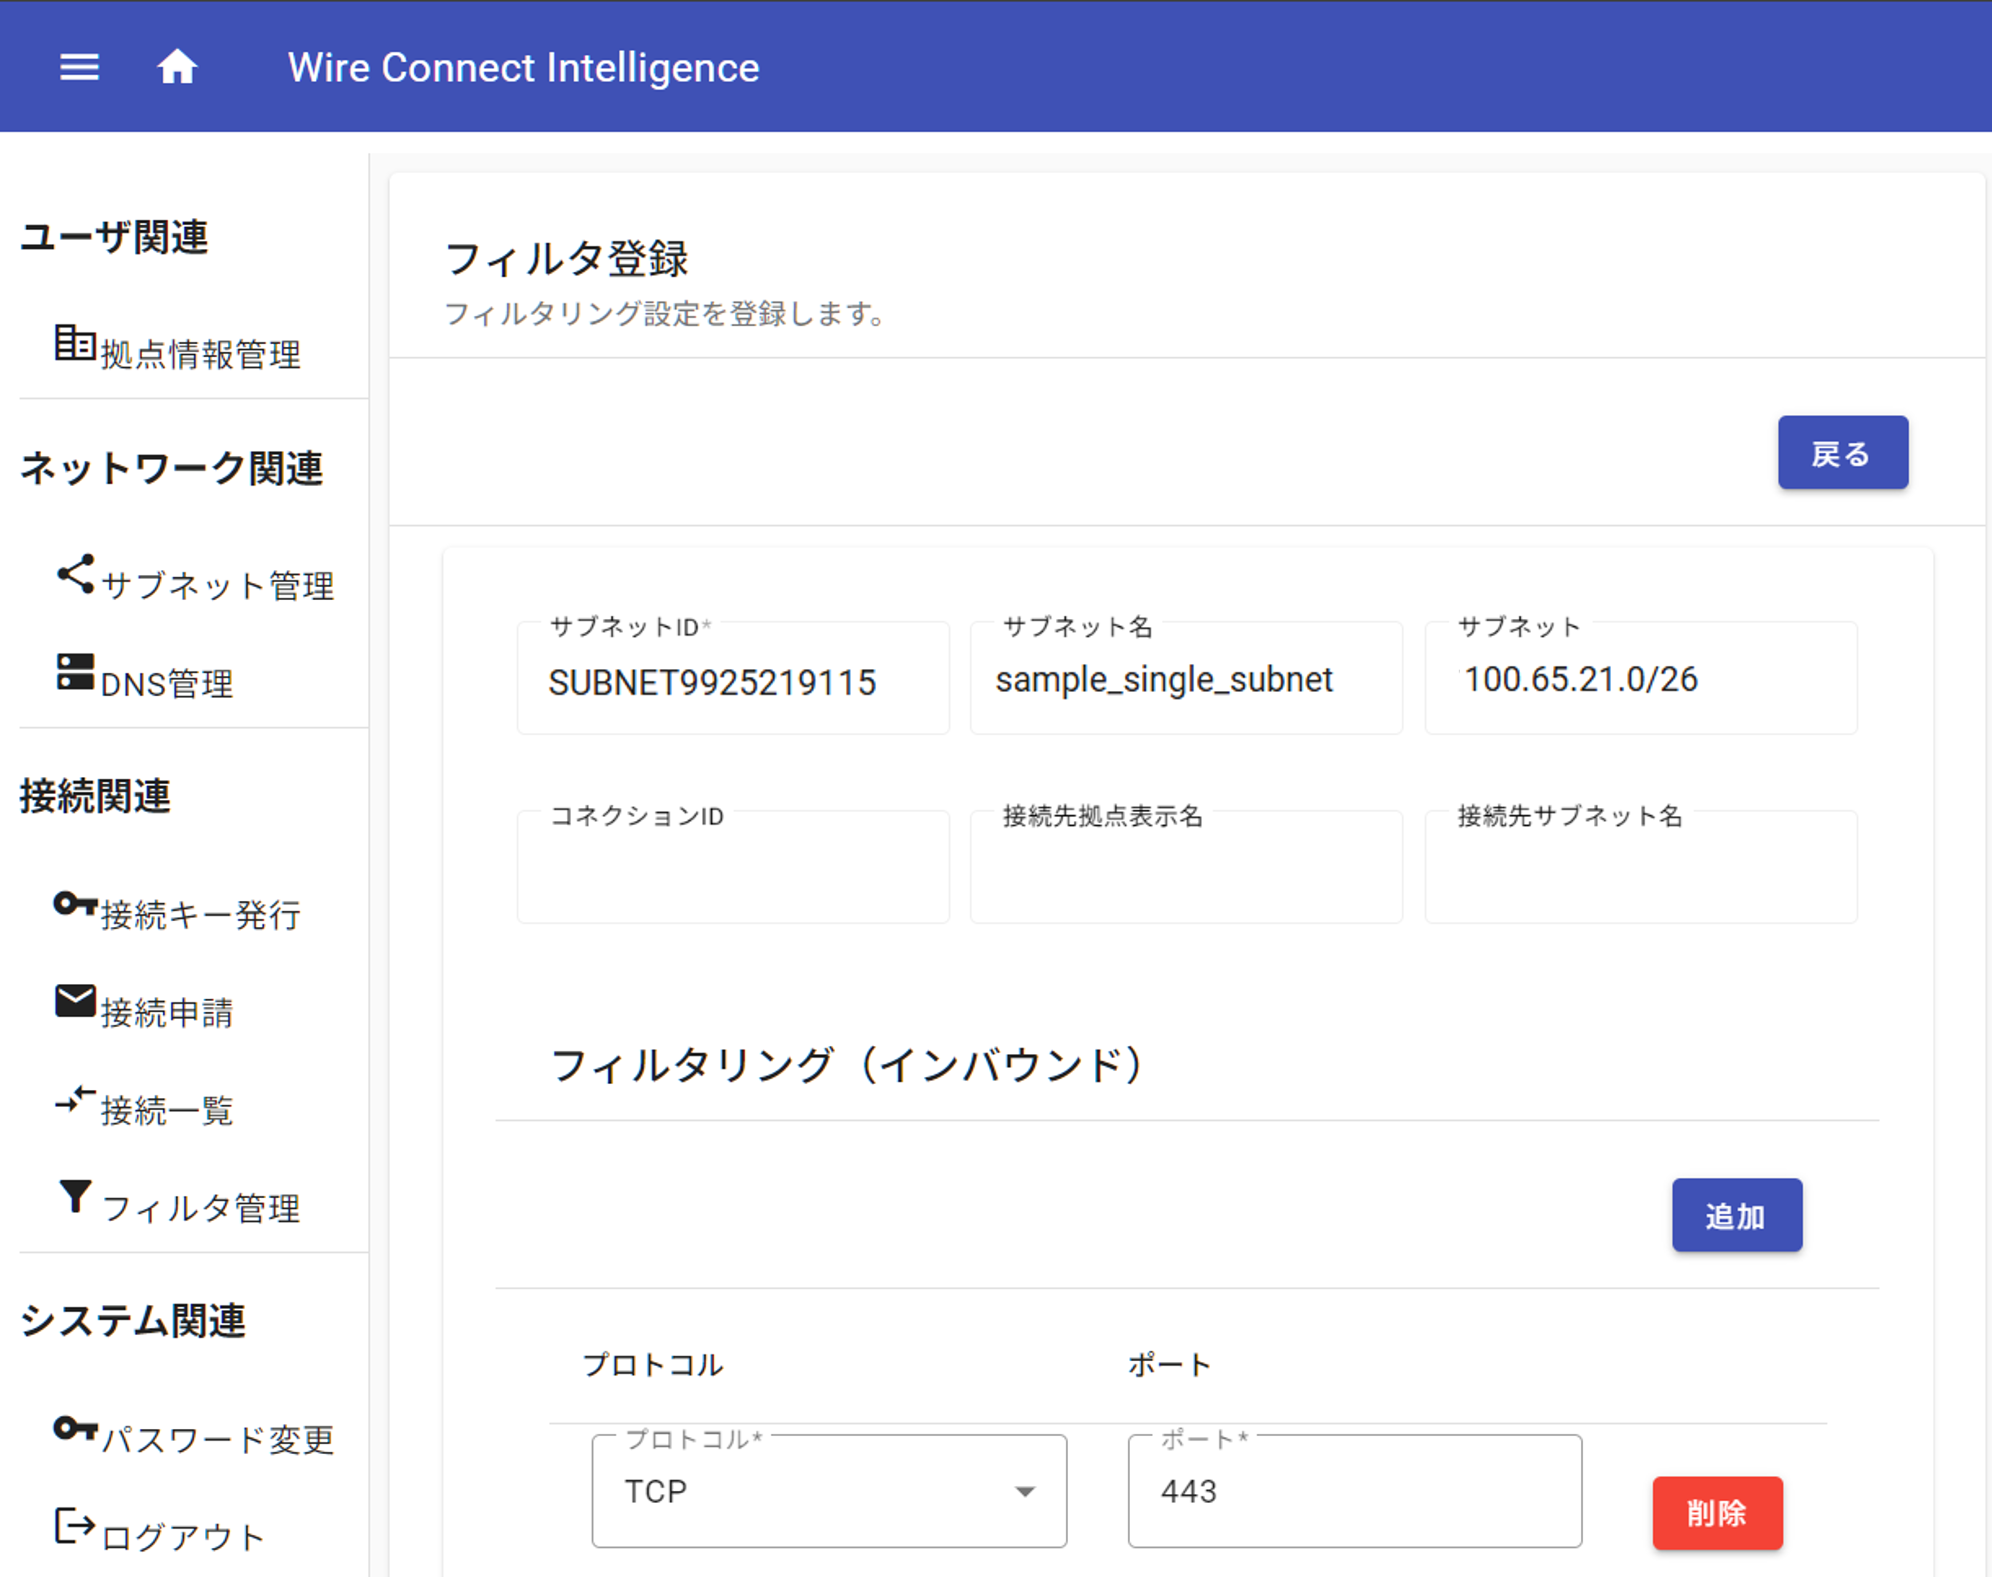 Wire Connect Intelligence
ユーザ関連
拠点情報管理
ネットワーク関連
サブネット管理
DNS管理
接続関連
接続キー発行
接続申請
接続一覧
フィルタ管理
システム関連
パスワード変更
ログアウト
フィルタ登録
フィルタリング設定を登録します。
戻る
サブネットID*
SUBNET9925219115
サブネット名
sample_single_subnet
サブネット
100.65.21.0/26
コネクションID
接続先拠点表示名
接続先サブネット名
フィルタリング（インバウンド）
追加
プロトコル
ポート
プロトコル*
TCP
ポート*
443
削除